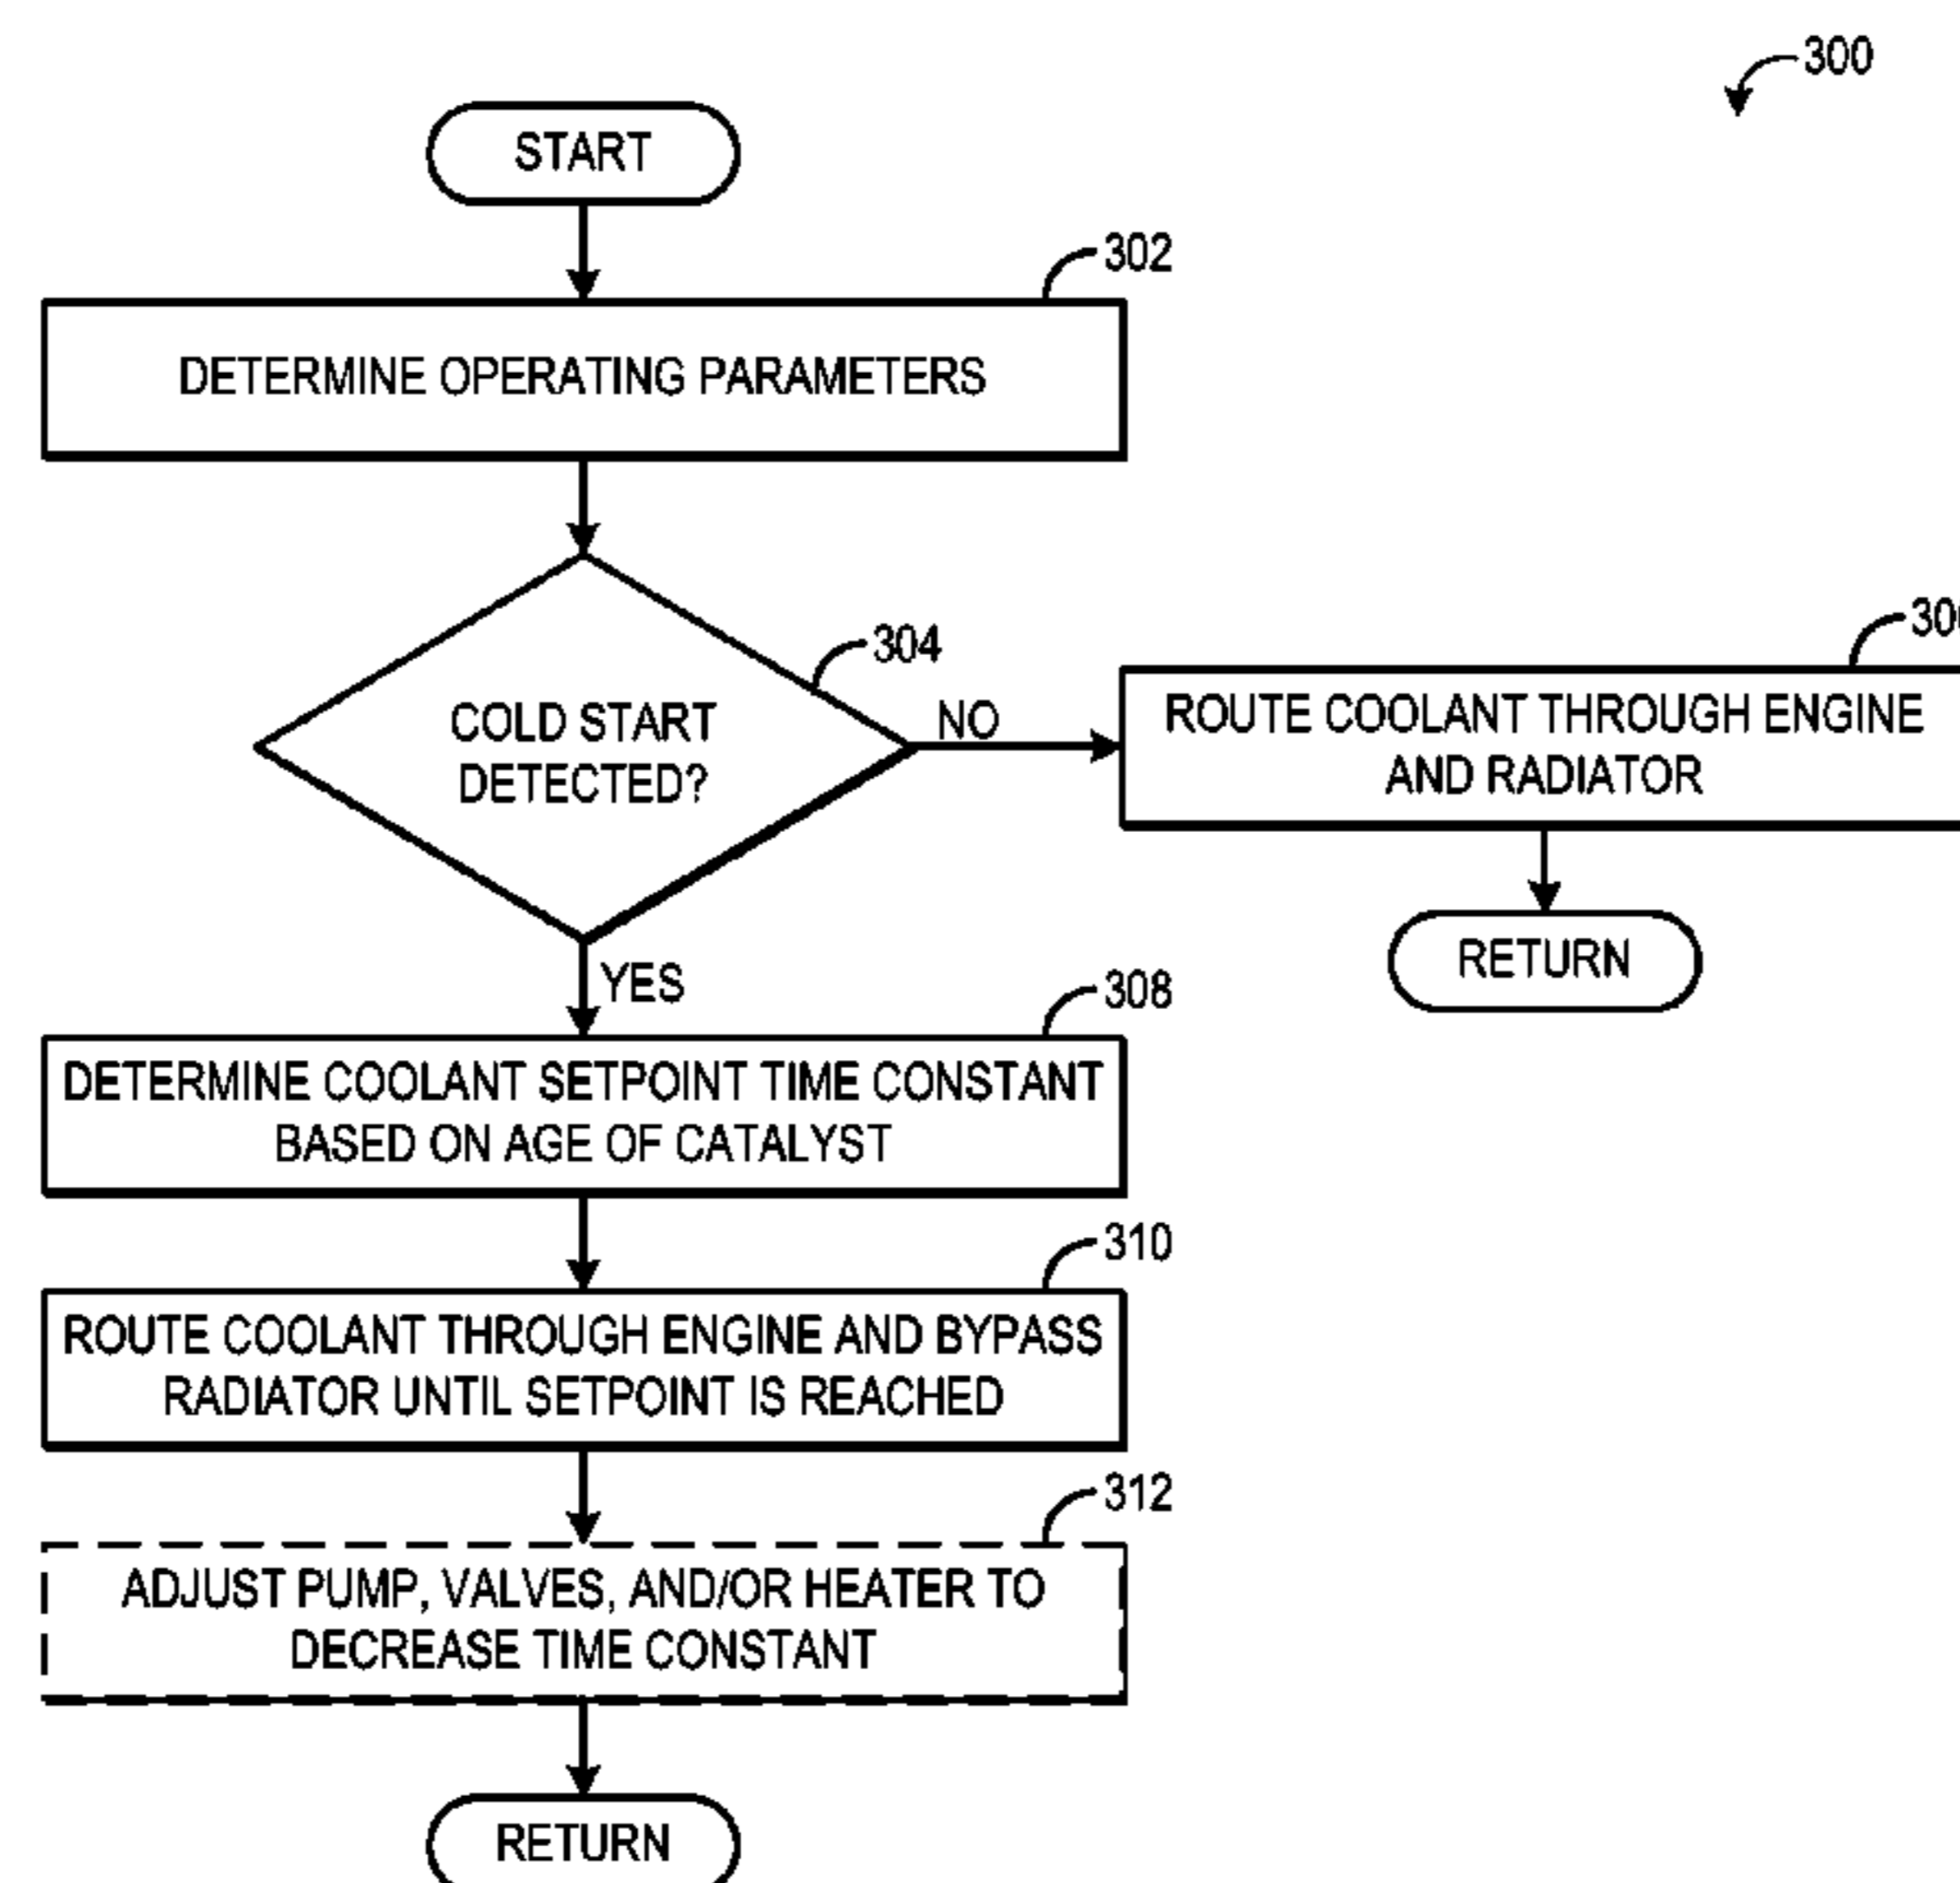 300
START
302
DETERMINE OPERATING PARAMETERS
304
COLD START
DETECTED?
NO
ROUTE COOLANT THROUGH ENGINE
AND RADIATOR
RETURN
YES
308
DETERMINE COOLANT SETPOINT TIME CONSTANT
BASED ON AGE OF CATALYST
310
ROUTE COOLANT THROUGH ENGINE AND BYPASS
RADIATOR UNTIL SETPOINT IS REACHED
312
ADJUST PUMP, VALVES, AND/OR HEATER TO
DECREASE TIME CONSTANT
RETURN